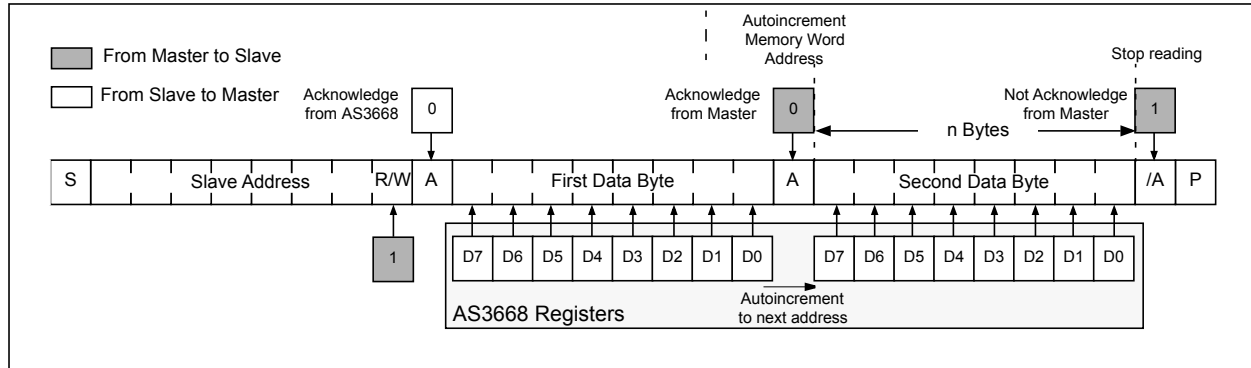 Autoincrement
Memory Word
Address
Stop reading
From Master to Slave
From Slave to Master
Acknowledge
from AS3668
0
Acknowledge
from Master
0
n Bytes
Not Acknowledge
from Master
1
S
Slave Address
R/W
A
First Data Byte
A
Second Data Byte
/A
P
1
D7 D6 D5 D4 D3 D2 D1 D0
D7 D6 D5 D4 D3 D2 D1 D0
AS3668 Registers
Autoincrement
to next address